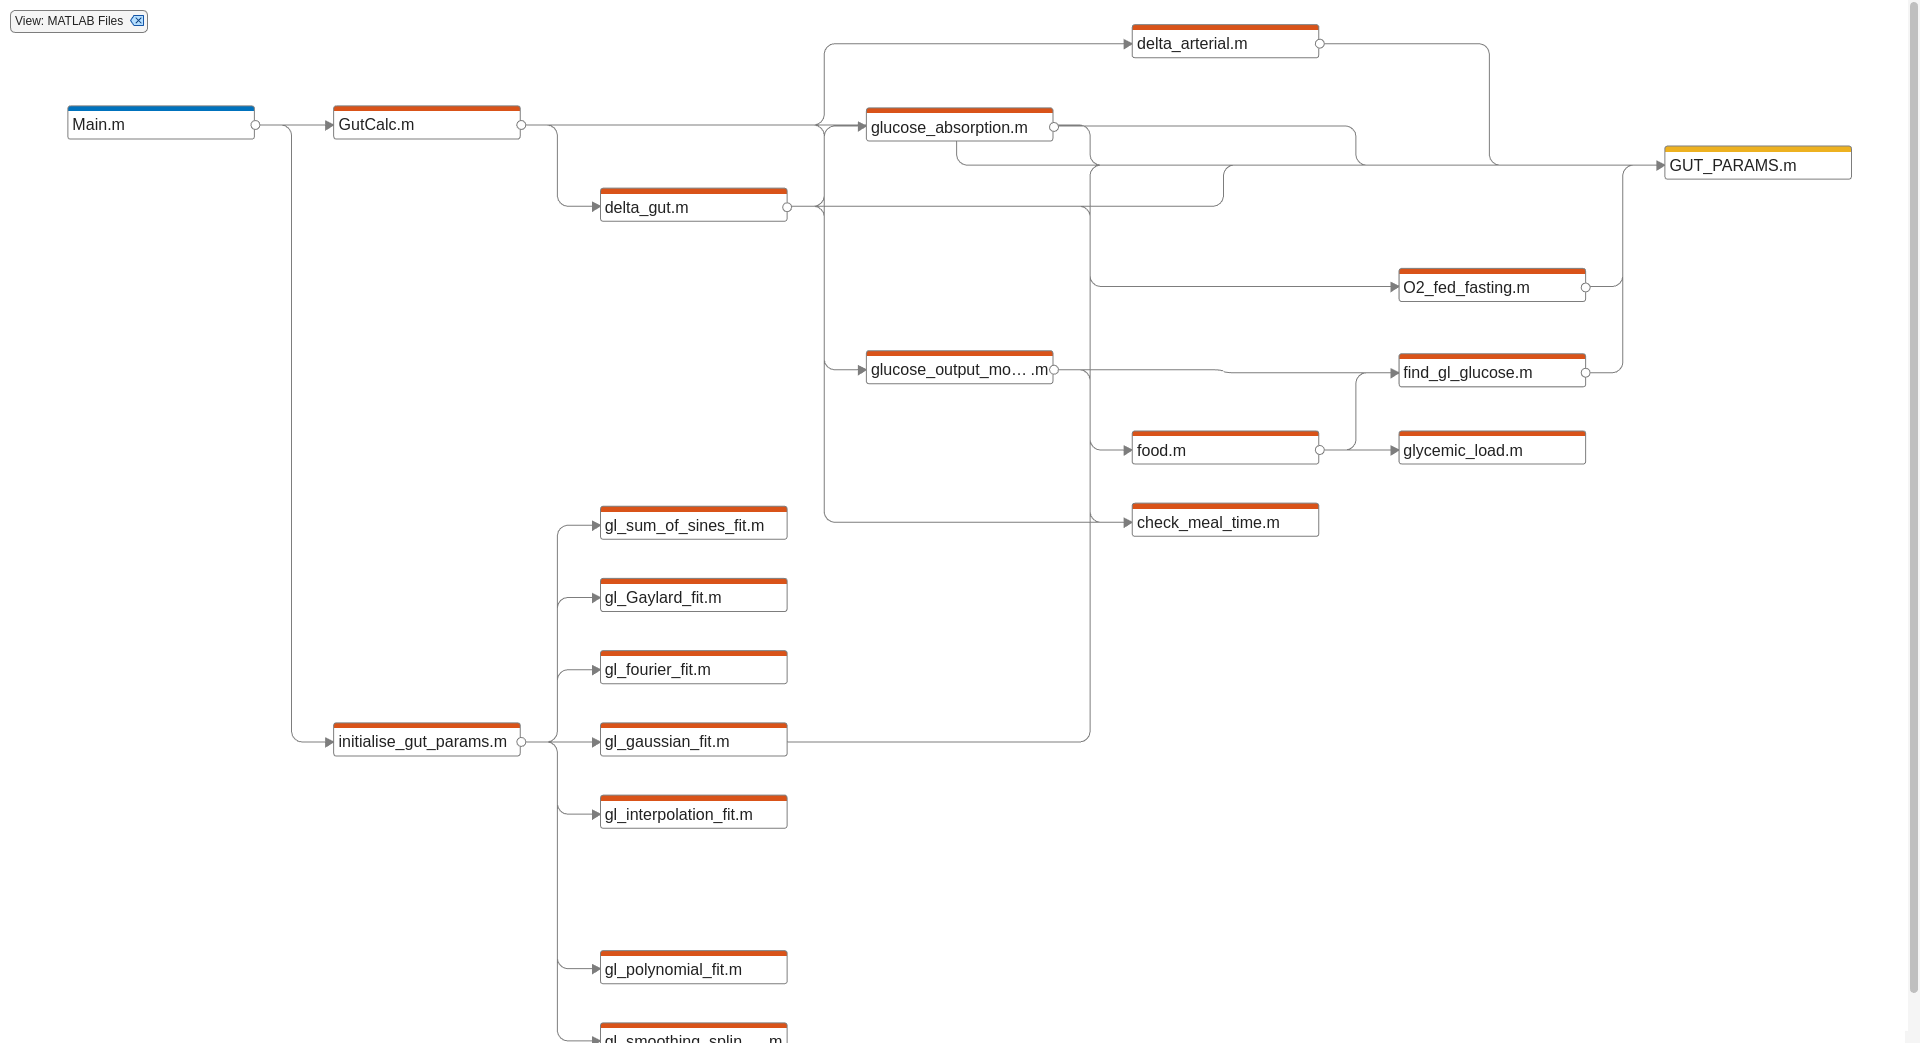 View: MATLAB Files
delta_arterial.m
Main.m
GutCalc.m
glucose_absorption.m
GUT_PARAMS.m
delta_gut.m
O2_fed_fasting.m
glucose_output_mo... .m
find_gl_glucose.m
food.m
glycemic_load.m
gl_sum_of_sines_fit.m
check_meal_time.m
gl_Gaylard_fit.m
gl_fourier_fit.m
initialise_gut_params.m
gl_gaussian_fit.m
gl_interpolation_fit.m
gl_polynomial_fit.m
gl_smoothing_splin... .m